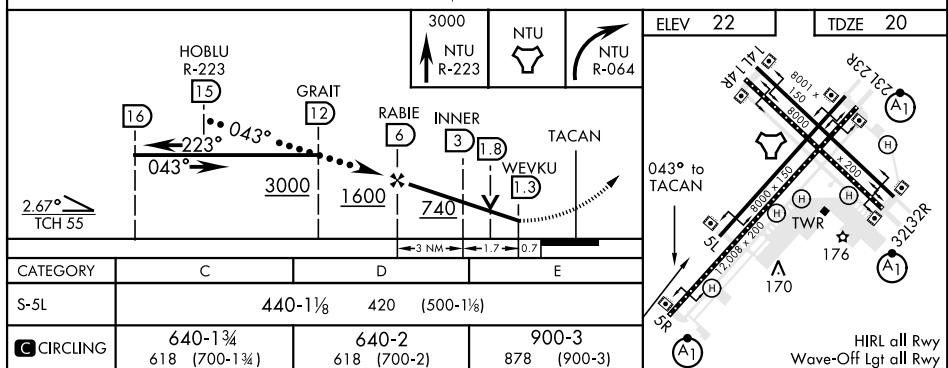 3000
NTU
R-223
NTU
NTU
R-064
HOBLU
R-223
15
16
GRAIT
12
RABIE
6
INNER
3
1.8
WEVKU
1.3
TACAN
043°
223°
043°
3000
1600
740
2.67°
TCH 55
3 NM
1.7
0.7
CATEGORY C D E
S-5L 440-1⅛ 420 (500-1⅛)
C CIRCLING 640-1¾ 640-2 900-3
618 (700-1¾) 618 (700-2) 878 (900-3)
ELEV 22 TDZE 20
14L
14R
8001 x 150
8000 x 200
23L
23R
A1
H
043° to
TACAN
8000 x 150
12,008 x 200
5L
5R
H
H
H
H
TWR
176
170
32L
32R
A1
A1
HIRL all Rwy
Wave-Off Lgt all Rwy